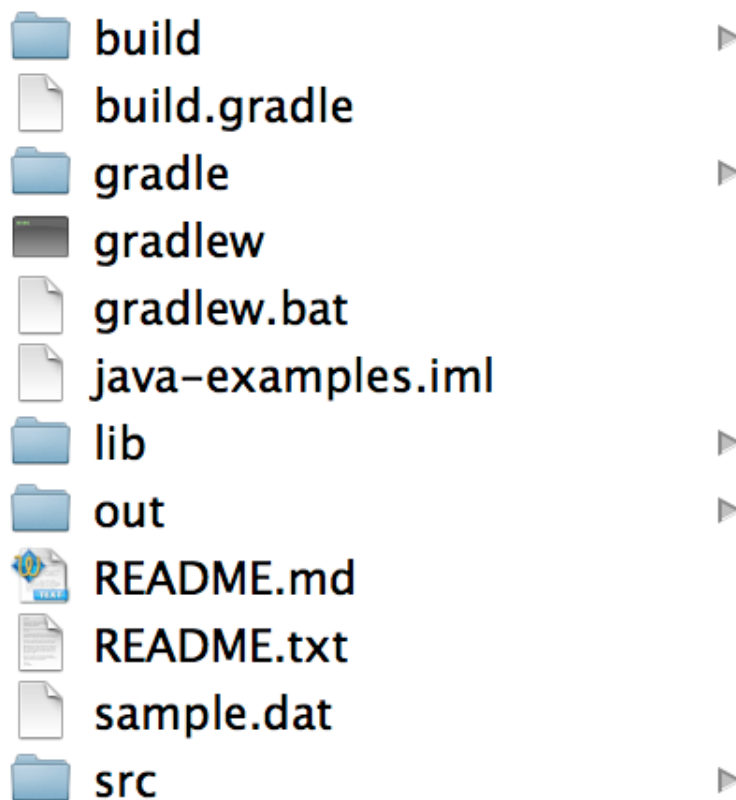 build
build.gradle
gradle
gradlew
gradlew.bat
java-examples.iml
lib
out
README.md
README.txt
sample.dat
src